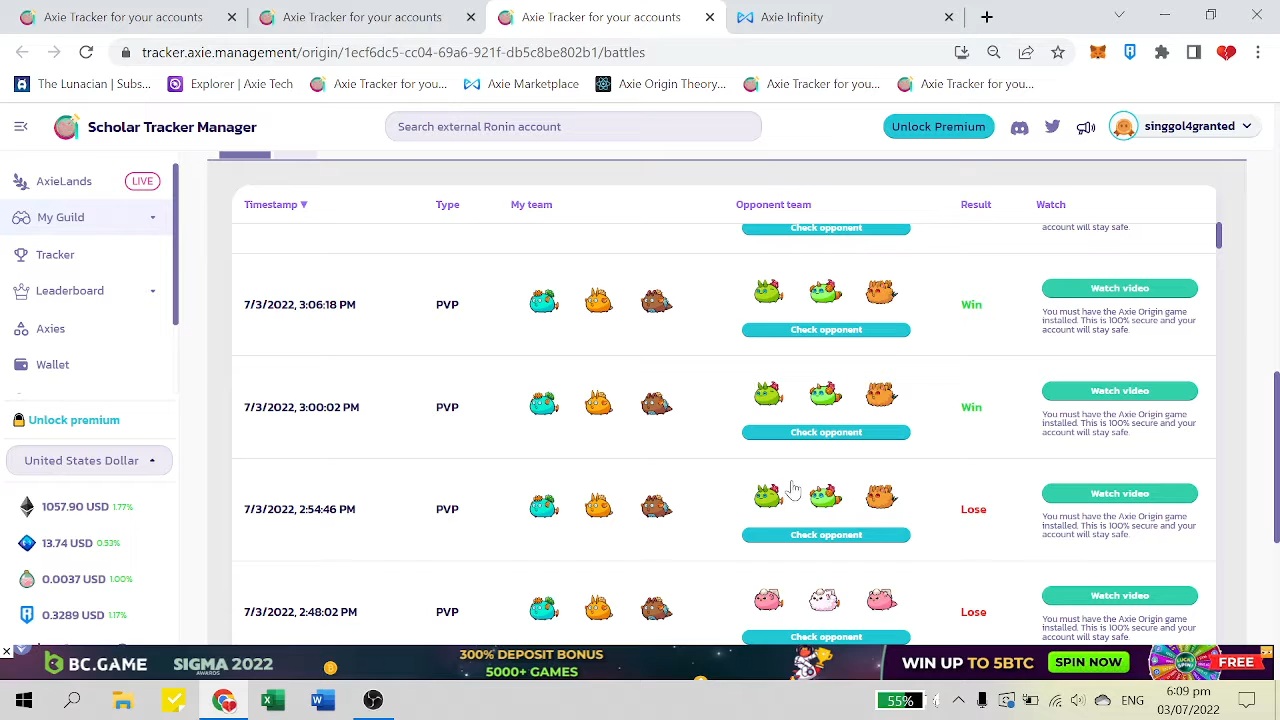 Axie Tracker for your accounts
Axie Tracker for your accounts
Axie Tracker for your accounts
Axie Infinity
tracker.axie.management/origin/1ecf6dc5-cc04-69a6-921f-db5c8be802b1/battles
The Lunacian | Subs...
Explorer | Axie Tech
Axie Tracker for you...
Axie Marketplace
Axie Origin Theory...
Axie Tracker for you...
Axie Tracker for you...
Scholar Tracker Manager
Search external Ronin account
Unlock Premium
singgol4granted
AxieLands LIVE
My Guild
Tracker
Leaderboard
Axies
Wallet
Unlock premium
United States Dollar
1057.90 USD 1.77%
13.74 USD 0.53%
0.0037 USD 1.00%
0.3289 USD 1.17%
Timestamp ▼ Type My team Opponent team Result Watch
Check opponent
account will stay safe.
7/3/2022, 3:06:18 PM PVP Check opponent Win Watch video
You must have the Axie Origin game
installed. This is 100% secure and your
account will stay safe.
7/3/2022, 3:00:02 PM PVP Check opponent Win Watch video
You must have the Axie Origin game
installed. This is 100% secure and your
account will stay safe.
7/3/2022, 2:54:46 PM PVP Check opponent Lose Watch video
You must have the Axie Origin game
installed. This is 100% secure and your
account will stay safe.
7/3/2022, 2:48:02 PM PVP Check opponent Lose Watch video
You must have the Axie Origin game
installed. This is 100% secure and your
account will stay safe.
BC.GAME
SIGMA 2022
AWARDS
300% DEPOSIT BONUS
5000+ GAMES
WIN UP TO 5BTC
SPIN NOW
FREE
55%
ENG
6:09 pm
03/07/2022